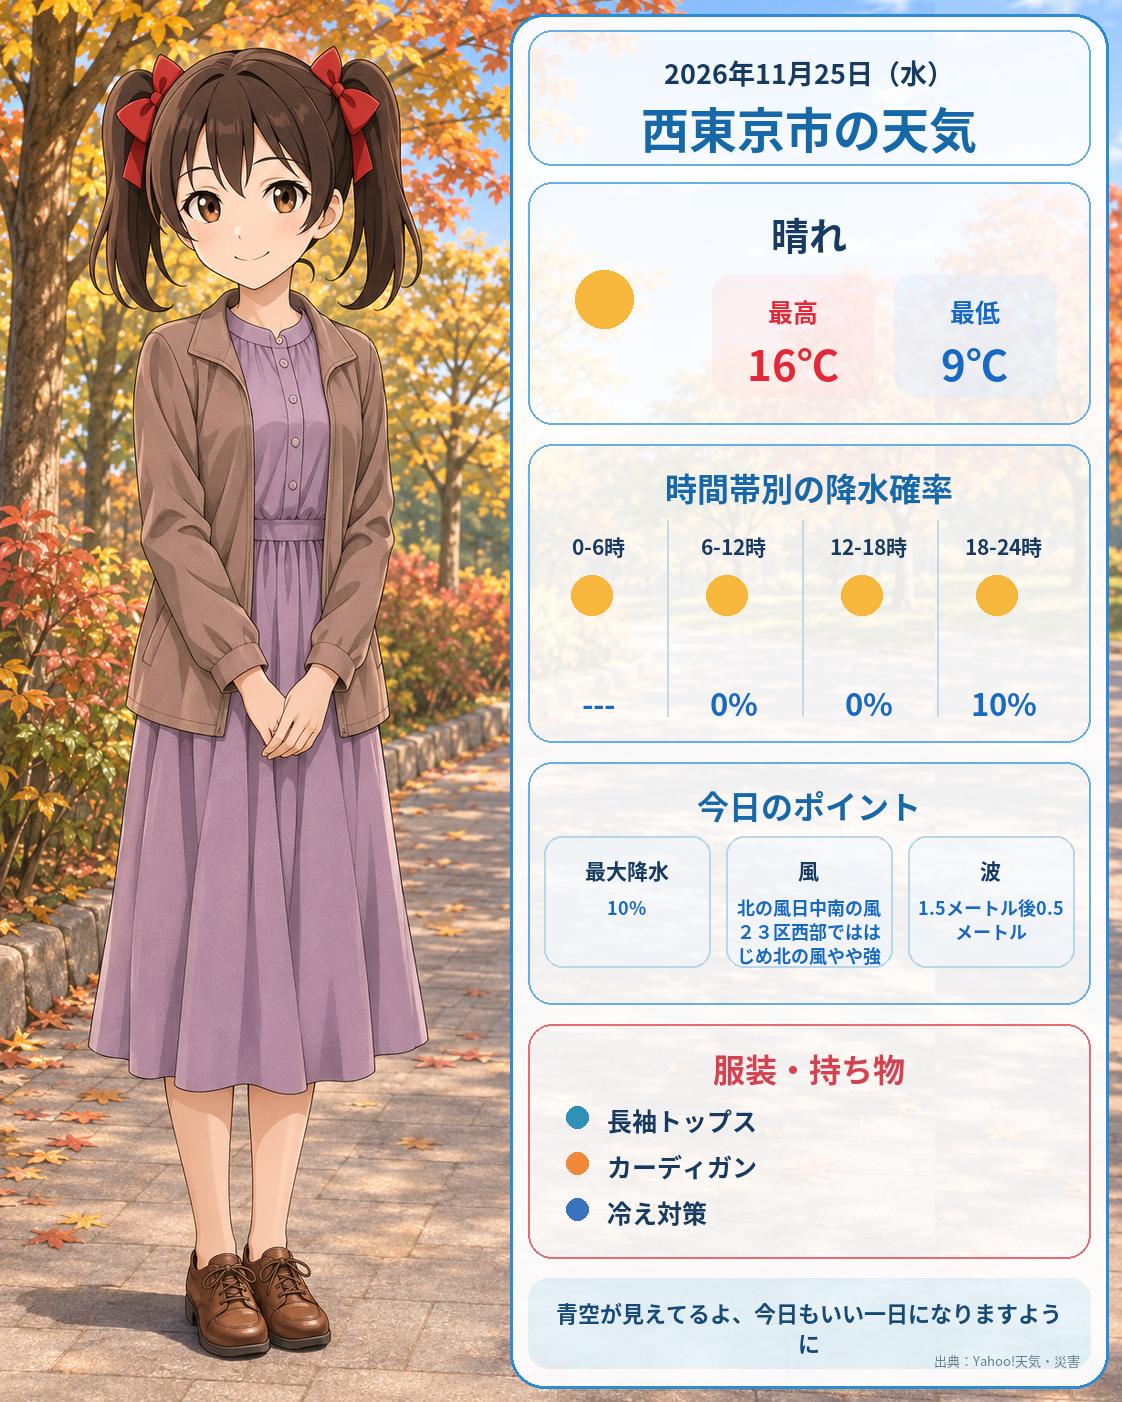 2026年11月25日（水）
西東京市の天気
晴れ
最高
16℃
最低
9℃
時間帯別の降水確率
0-6時
6-12時
12-18時
18-24時
---
0%
0%
10%
今日のポイント
最大降水
10%
風
北の風日中南の風
２３区西部ではは
じめ北の風やや強
波
1.5メートル後0.5
メートル
服装・持ち物
長袖トップス
カーディガン
冷え対策
青空が見えてるよ、今日もいい一日になりますよう
に
出典：Yahoo!天気・災害